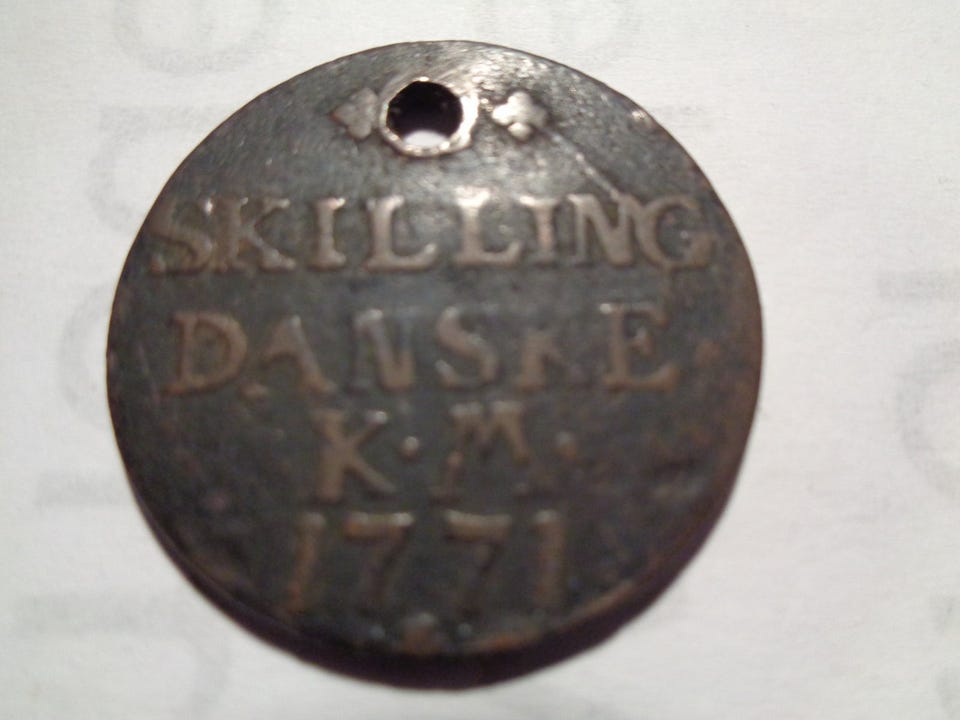 SKILLING
DANSKE
K.M.
1771